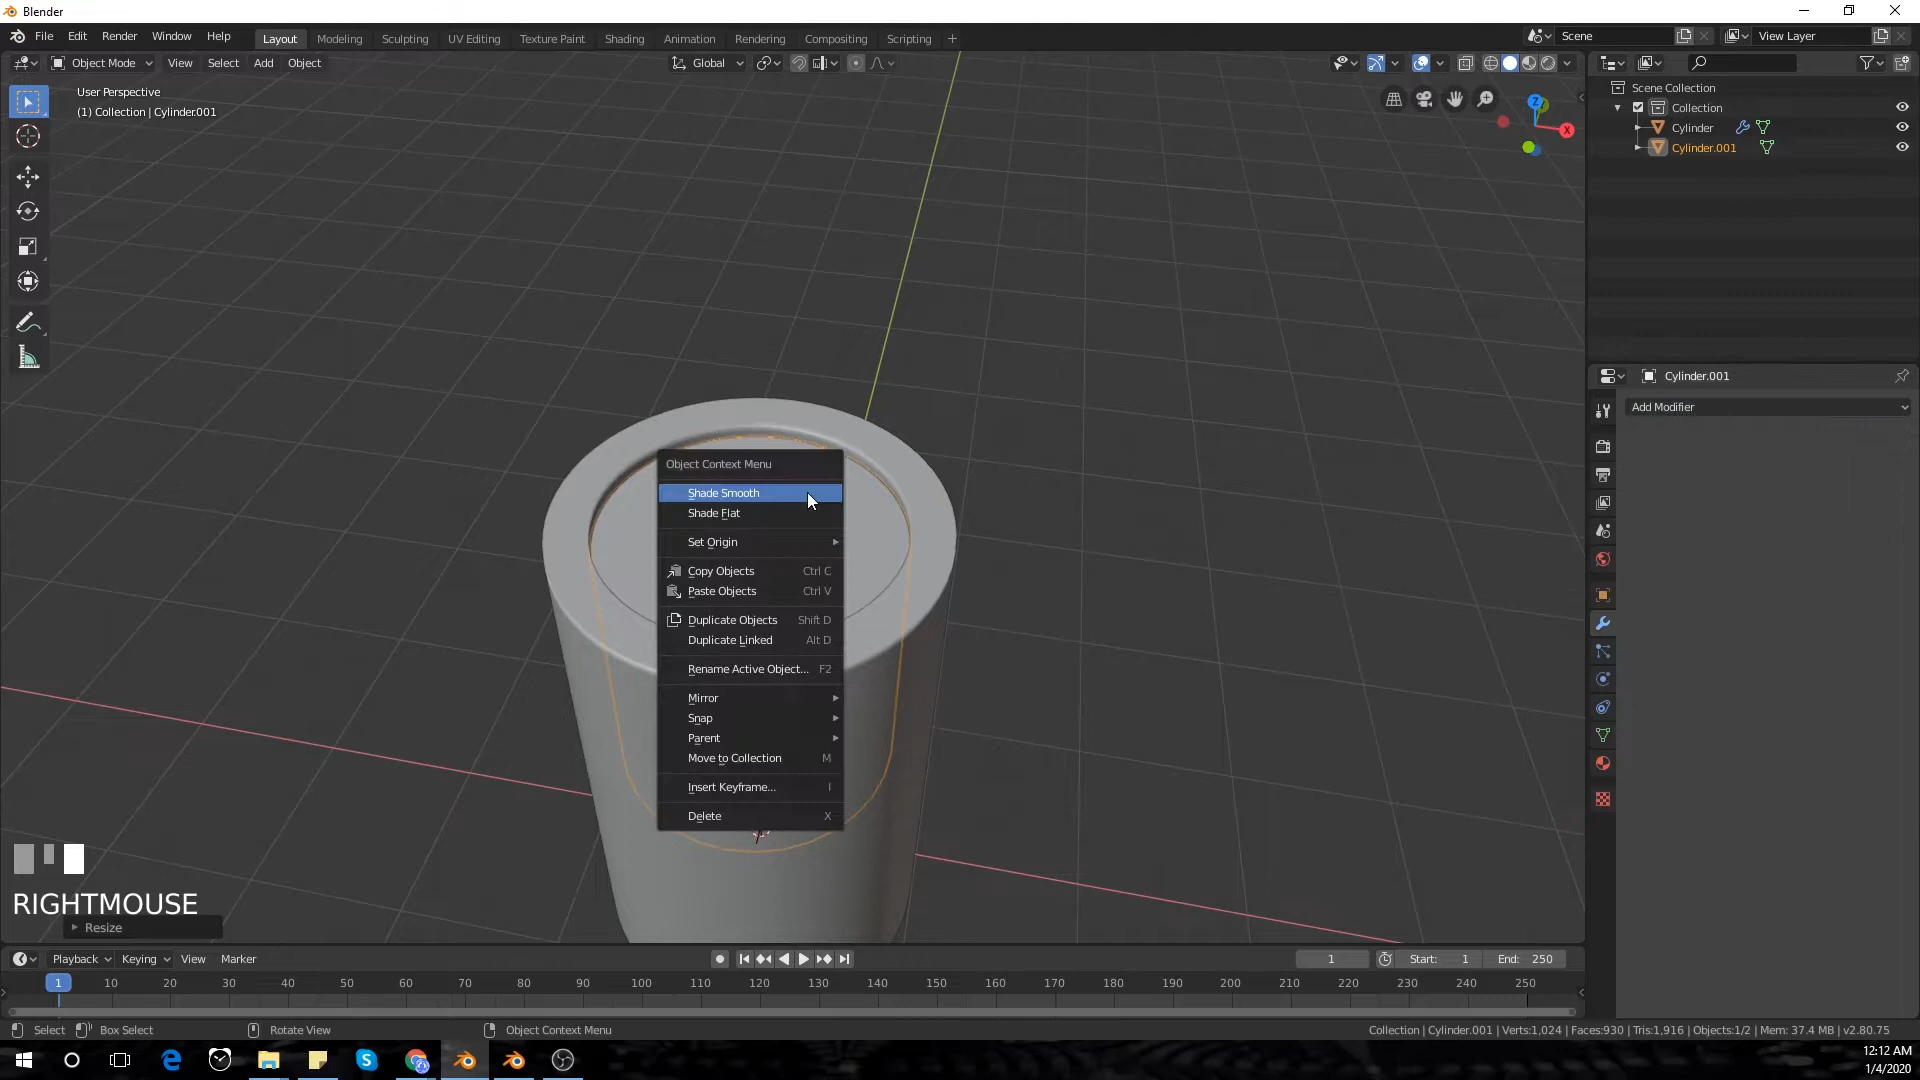 Blender
File Edit Render Window Help
Layout Modeling Sculpting UV Editing Texture Paint Shading Animation Rendering Compositing Scripting +
Scene View Layer
Object Mode View Select Add Object
Global
User Perspective
(1) Collection | Cylinder.001
Z
X
Scene Collection
Collection
Cylinder
Cylinder.001
Cylinder.001
Add Modifier
Object Context Menu
Shade Smooth
Shade Flat
Set Origin
Copy Objects Ctrl C
Paste Objects Ctrl V
Duplicate Objects Shift D
Duplicate Linked Alt D
Rename Active Object... F2
Mirror
Snap
Parent
Move to Collection M
Insert Keyframe... I
Delete X
RIGHTMOUSE
Resize
Playback Keying View Marker
1 Start: 1 End: 250
1 10 20 30 40 50 60 70 80 90 100 110 120 130 140 150 160 170 180 190 200 210 220 230 240 250
Select Box Select Rotate View Object Context Menu
Collection | Cylinder.001 | Verts:1,024 | Faces:930 | Tris:1,916 | Objects:1/2 | Mem: 37.4 MB | v2.80.75
12:12 AM
1/4/2020